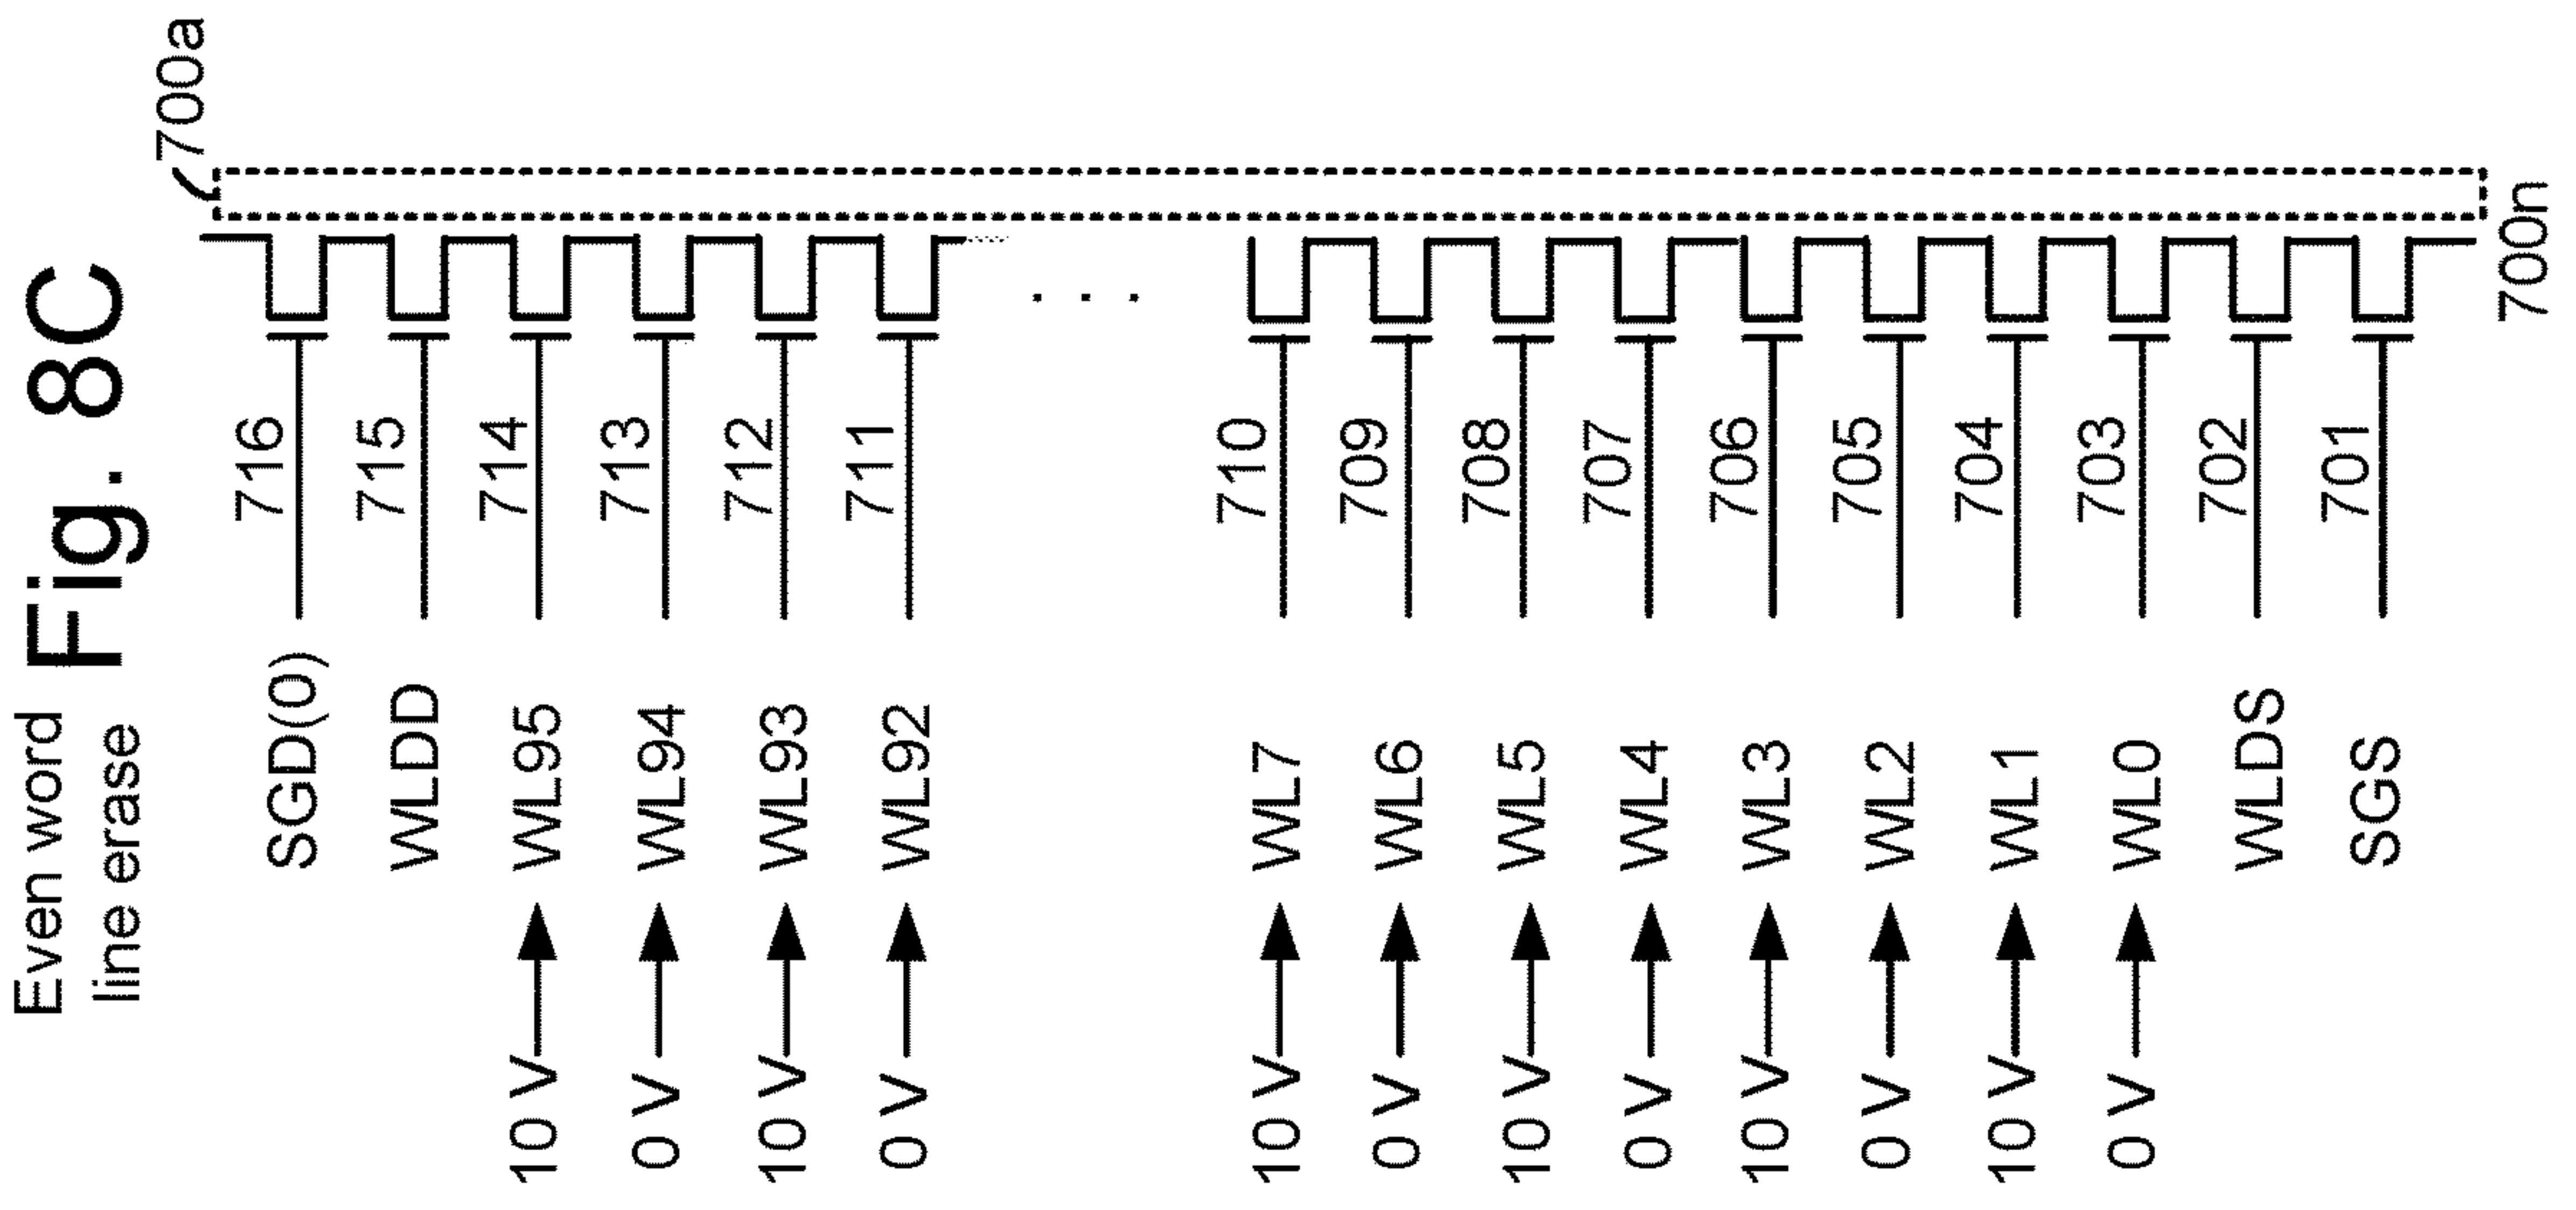 Fig. 8C
Even word
line erase
700a
SGD(0) 716
WLDD 715
10 V WL95 714
0 V WL94 713
10 V WL93 712
0 V WL92 711
. . .
10 V WL7 710
0 V WL6 709
10 V WL5 708
0 V WL4 707
10 V WL3 706
0 V WL2 705
10 V WL1 704
0 V WL0 703
WLDS 702
SGS 701
700n